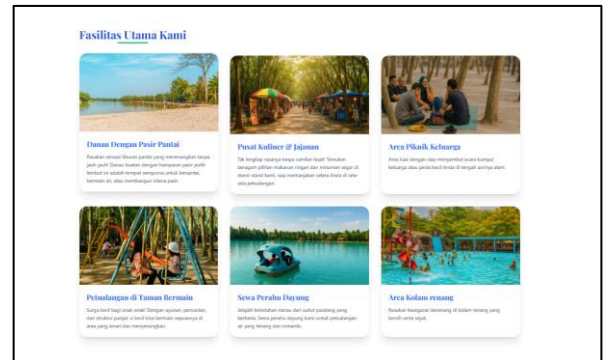 Fasilitas Utama Kami
Danau Dengan Pasir Pantai
Rasakan sensasi liburan pantai yang menenangkan tanpa
jauh-jauh! Danau buatan dengan hamparan pasir putih
lembut ini adalah tempat sempurna untuk bersantai,
bermain air, atau membangun istana pasir.
Pusat Kuliner & Jajanan
Tak lengkap rasanya tanpa camilan lezat! Temukan
beragam pilihan makanan ringan dan minuman segar di
stand-stand kami, siap memanjakan selera Anda di sela-
sela petualangan.
Area Piknik Keluarga
Area luas dengan siap menyambut acara kumpul
keluarga atau pesta kecil Anda di tengah asrinya alam.
Petualangan di Taman Bermain
Surga kecil bagi anak-anak! Dengan ayunan, perosotan,
dan struktur panjat, si kecil bisa bermain sepuasnya di
area yang aman dan menyenangkan.
Sewa Perahu Dayung
Jelajahi keindahan danau dari sudut pandang yang
berbeda. Sewa perahu dayung kami untuk petualangan
air yang tenang dan romantis.
Area Kolam renang
Rasakan kesegaran berenang di kolam renang yang
bersih serta sejuk.